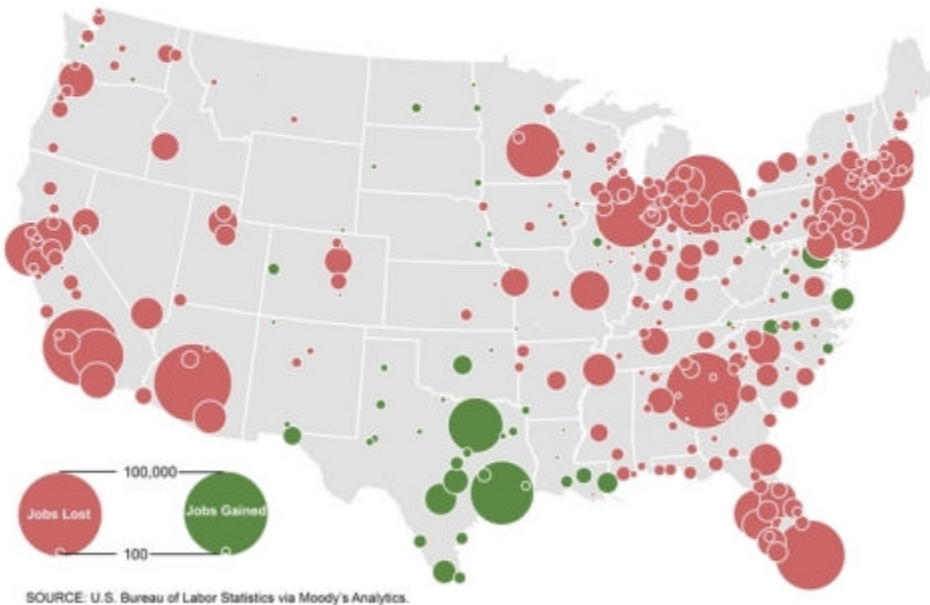 100,000
Jobs Lost
Jobs Gained
100
SOURCE: U.S. Bureau of Labor Statistics via Moody's Analytics.